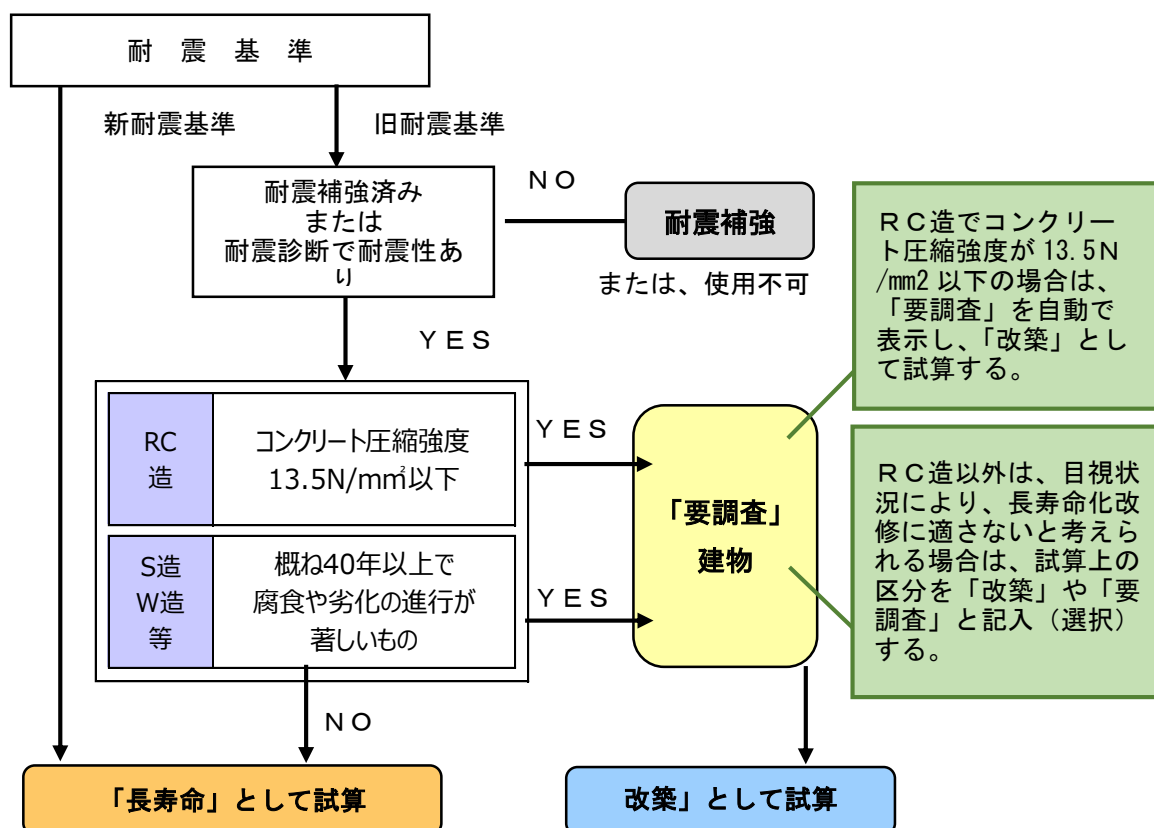 耐 震 基 準
新耐震基準
旧耐震基準
耐震補強済み
または
耐震診断で耐震性あ
り
ＮＯ
耐震補強
または、使用不可
ＹＥＳ
ＲＣ造でコンクリー
ト圧縮強度が 13.5Ｎ
/mm2 以下の場合は、
「要調査」を自動で
表示し、「改築」とし
て試算する。
RC
造
コンクリート圧縮強度
13.5N/m㎡以下
ＹＥＳ
S造
W造
等
概ね40年以上で
腐食や劣化の進行が
著しいもの
ＹＥＳ
「要調査」
建物
ＲＣ造以外は、目視状
況により、長寿命化改
修に適さないと考えら
れる場合は、試算上の
区分を「改築」や「要
調査」と記入（選択）
する。
ＮＯ
「長寿命」として試算
改築」として試算